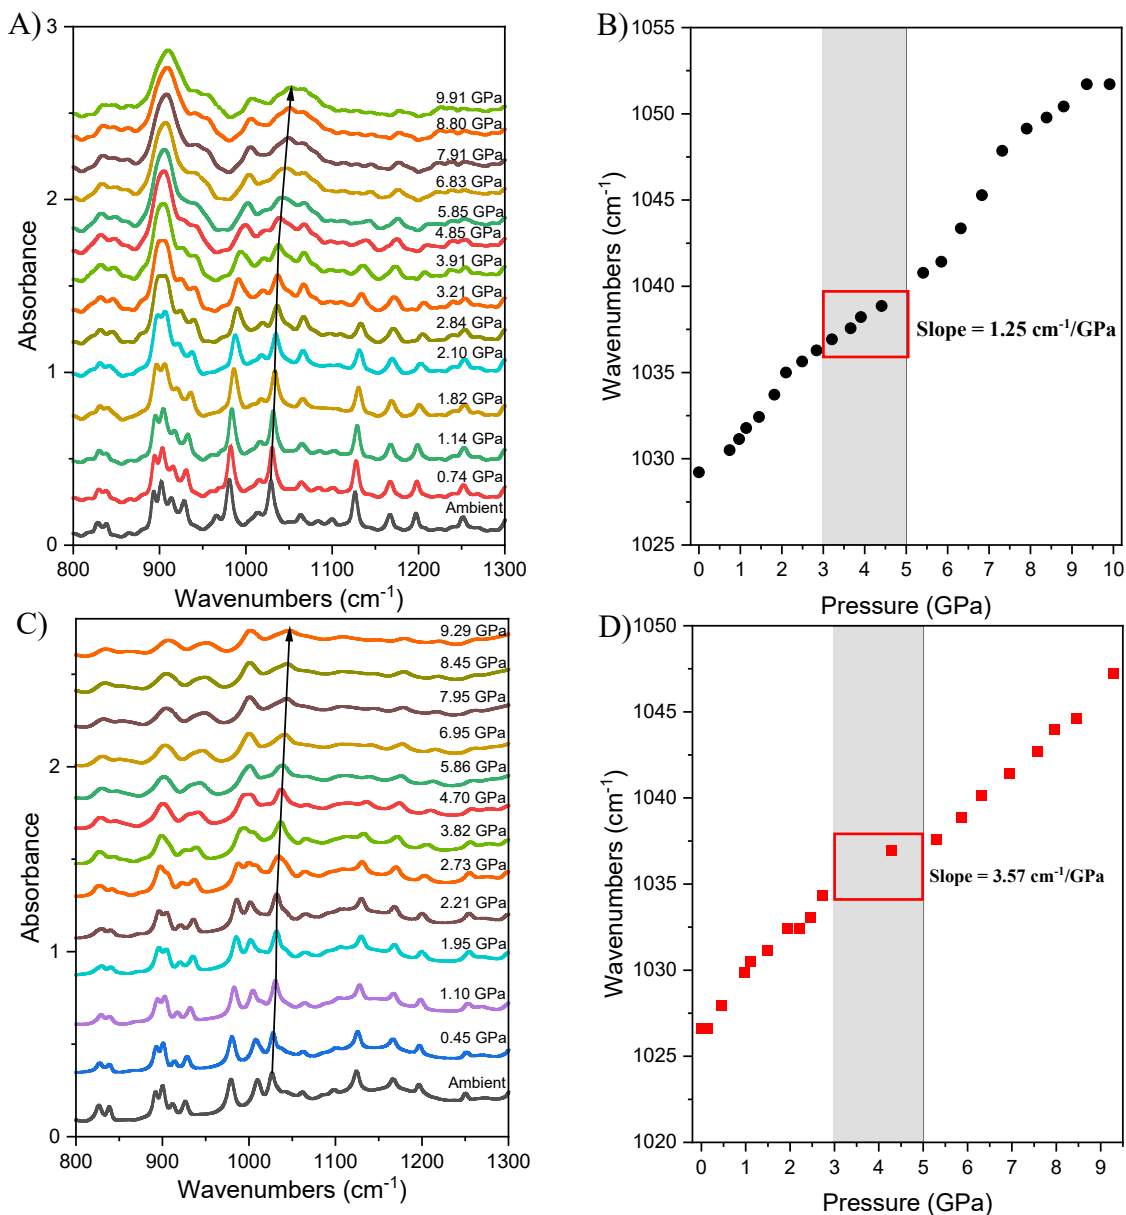 A)
3
2
1
0
Absorbance
9.91 GPa
8.80 GPa
7.91 GPa
6.83 GPa
5.85 GPa
4.85 GPa
3.91 GPa
3.21 GPa
2.84 GPa
2.10 GPa
1.82 GPa
1.14 GPa
0.74 GPa
Ambient
800 900 1000 1100 1200 1300
Wavenumbers (cm⁻¹)
B)
1055
1050
1045
1040
1035
1030
1025
Wavenumbers (cm⁻¹)
Slope = 1.25 cm⁻¹/GPa
0 1 2 3 4 5 6 7 8 9 10
Pressure (GPa)
C)
2
1
0
Absorbance
9.29 GPa
8.45 GPa
7.95 GPa
6.95 GPa
5.86 GPa
4.70 GPa
3.82 GPa
2.73 GPa
2.21 GPa
1.95 GPa
1.10 GPa
0.45 GPa
Ambient
800 900 1000 1100 1200 1300
Wavenumbers (cm⁻¹)
D)
1050
1045
1040
1035
1030
1025
1020
Wavenumbers (cm⁻¹)
Slope = 3.57 cm⁻¹/GPa
0 1 2 3 4 5 6 7 8 9
Pressure (GPa)